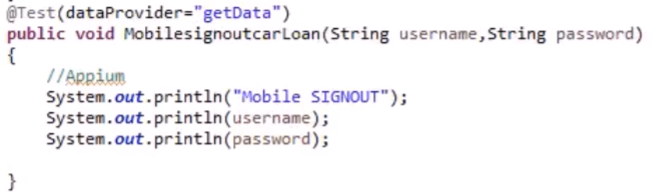 @Test(dataProvider="getData")
public void MobilesignoutcarLoan(String username,String password)
{
//Appium
System.out.println("Mobile SIGNOUT");
System.out.println(username);
System.out.println(password);
}